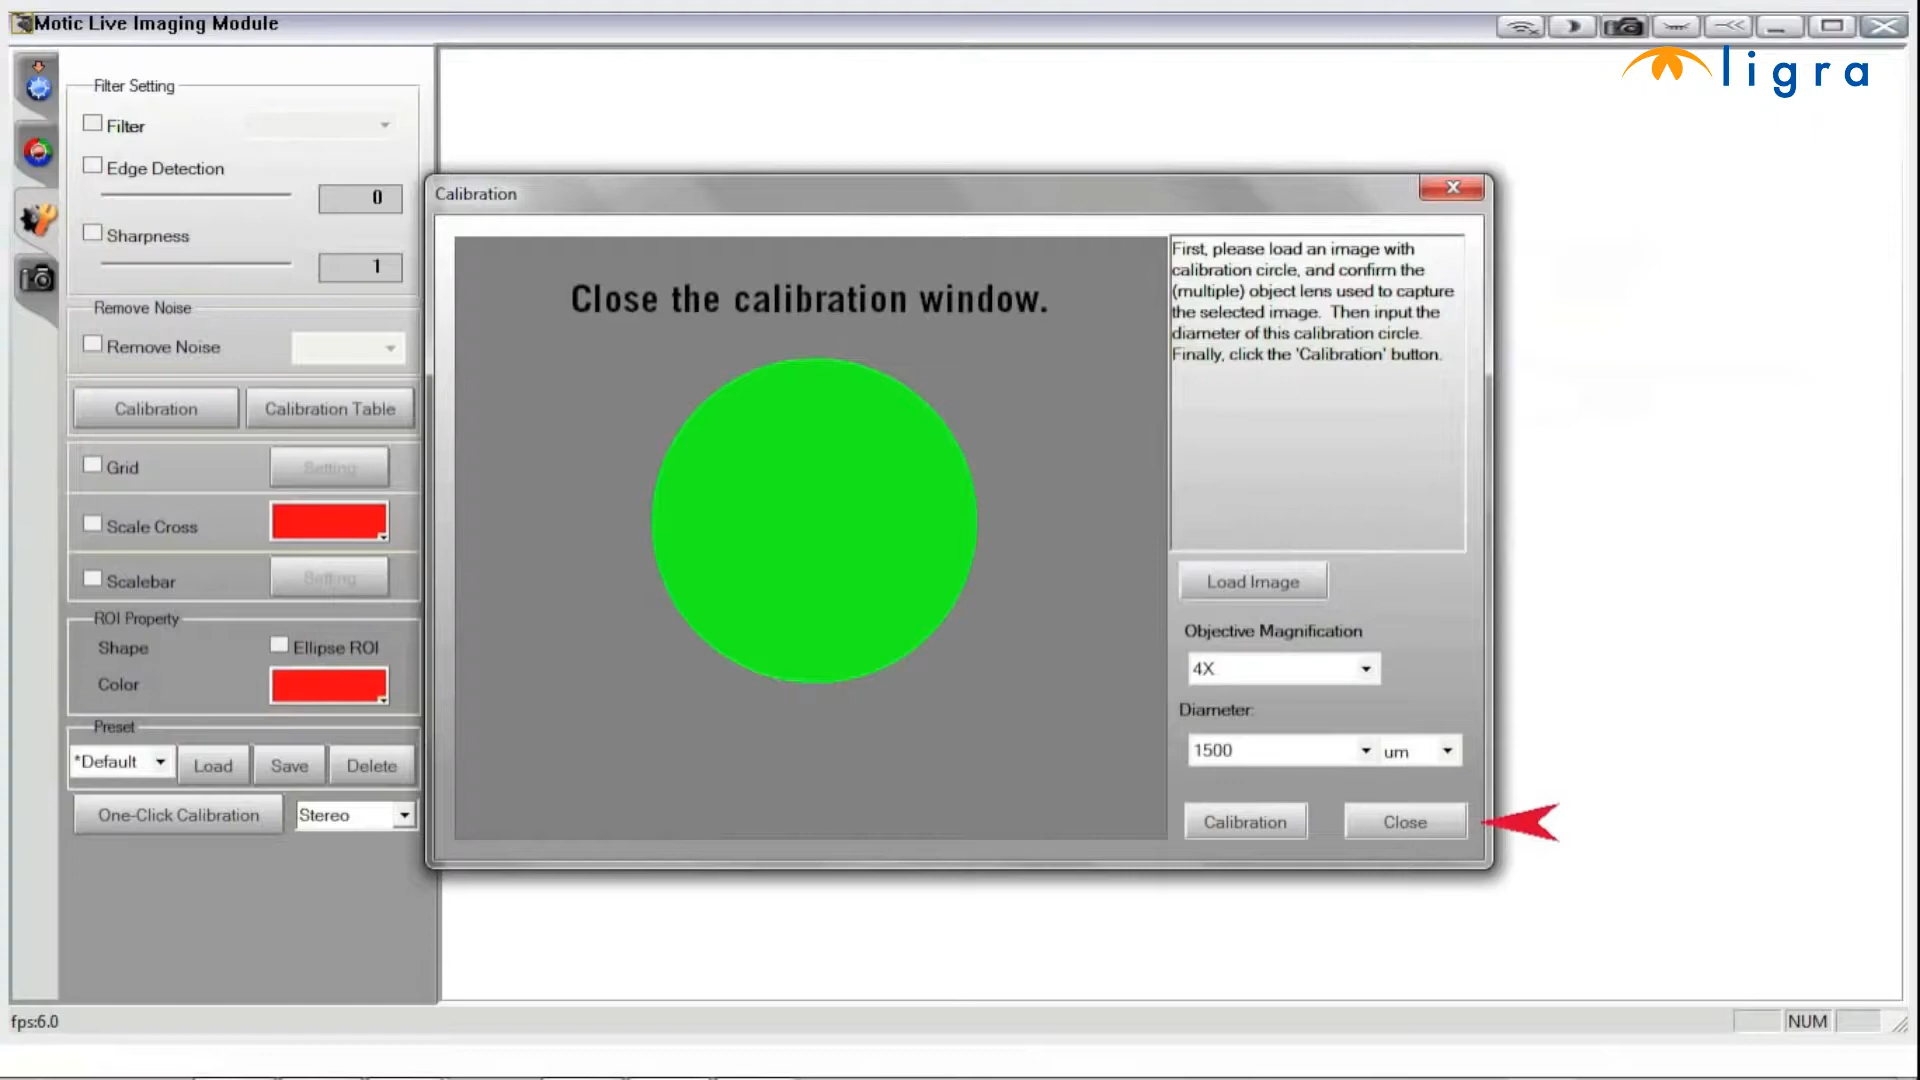 Motic Live Imaging Module
ligra
Filter Setting
Filter
Edge Detection
0
Sharpness
1
Remove Noise
Remove Noise
Calibration
Calibration Table
Grid
Setting
Scale Cross
Scalebar
Setting
ROI Property
Shape
Ellipse ROI
Color
Preset
*Default
Load
Save
Delete
One-Click Calibration
Stereo
Calibration
Close the calibration window.
First, please load an image with
calibration circle, and confirm the
(multiple) object lens used to capture
the selected image. Then input the
diameter of this calibration circle.
Finally, click the 'Calibration' button.
Load Image
Objective Magnification
4X
Diameter:
1500
um
Calibration
Close
fps:6.0
NUM